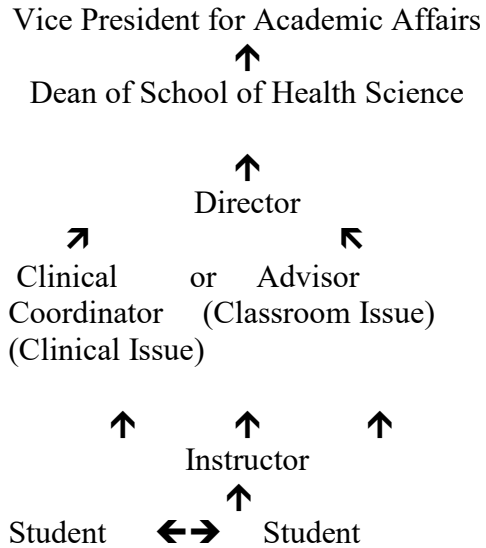 Vice President for Academic Affairs
↑
Dean of School of Health Science
↑
Director
↗ ↖
Clinical or Advisor
Coordinator (Classroom Issue)
(Clinical Issue)
↑ ↑ ↑
Instructor
↑
Student ←→ Student